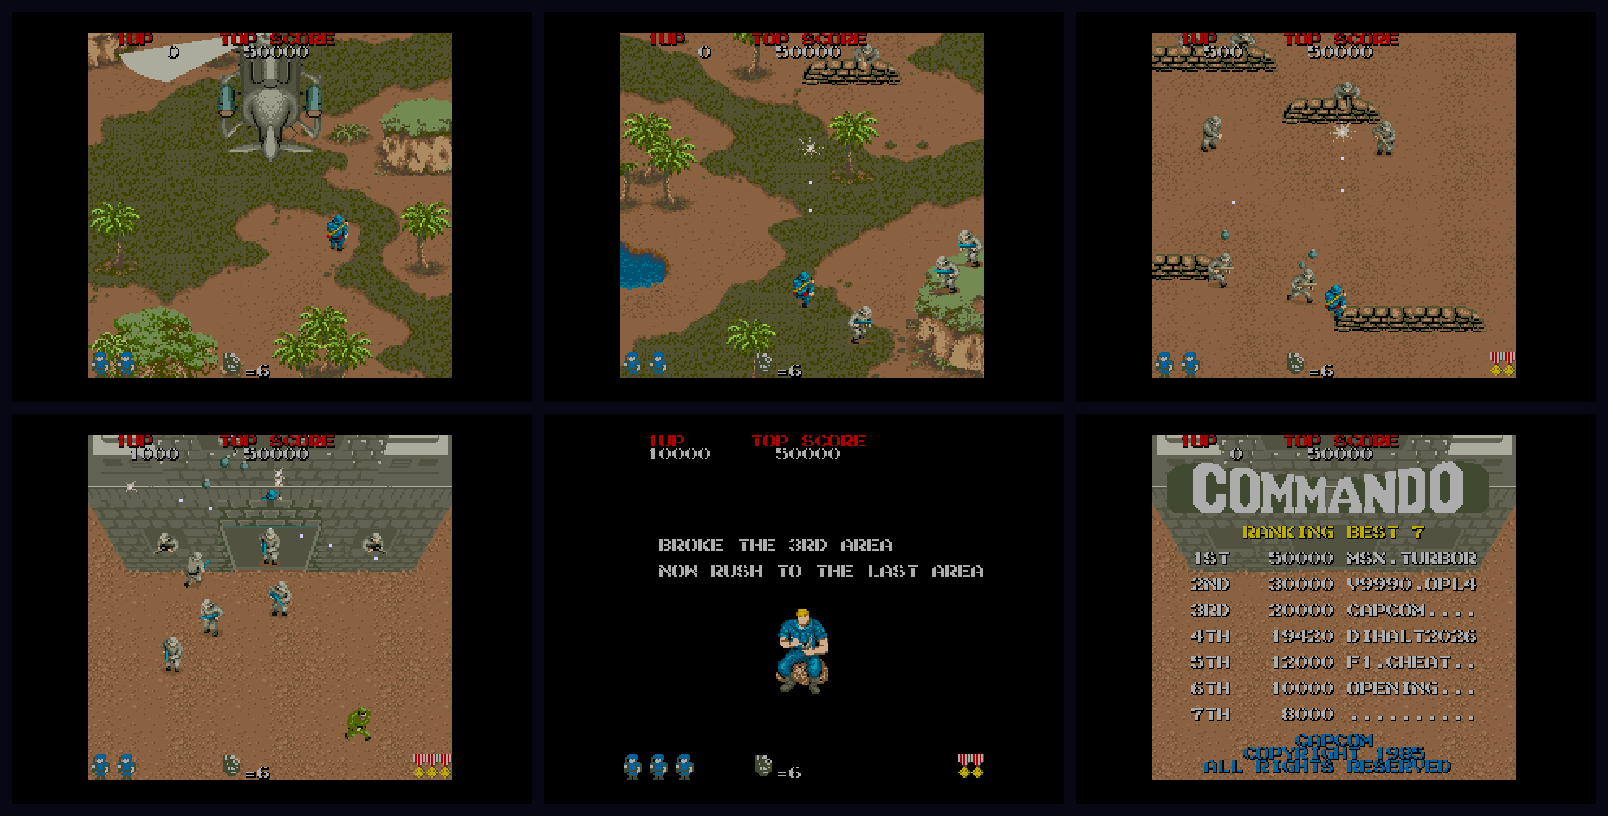 1UP TOP SCORE
0 50000
=6
1UP TOP SCORE
0 50000
=6
1UP TOP SCORE
500 50000
=6
1UP TOP SCORE
1000 50000
=6
1UP TOP SCORE
10000 50000
BROKE THE 3RD AREA
NOW RUSH TO THE LAST AREA
=6
1UP TOP SCORE
0 50000
COMMANDO
RANKING BEST 7
1ST 50000 MSX.TURBOR
2ND 30000 V9990.OPL4
3RD 20000 CAPCOM....
4TH 19420 DIHALT2026
5TH 12000 F1.CHEAT..
6TH 10000 OPENING...
7TH 8000 ..........
CAPCOM
COPYRIGHT 1985
ALL RIGHTS RESERVED